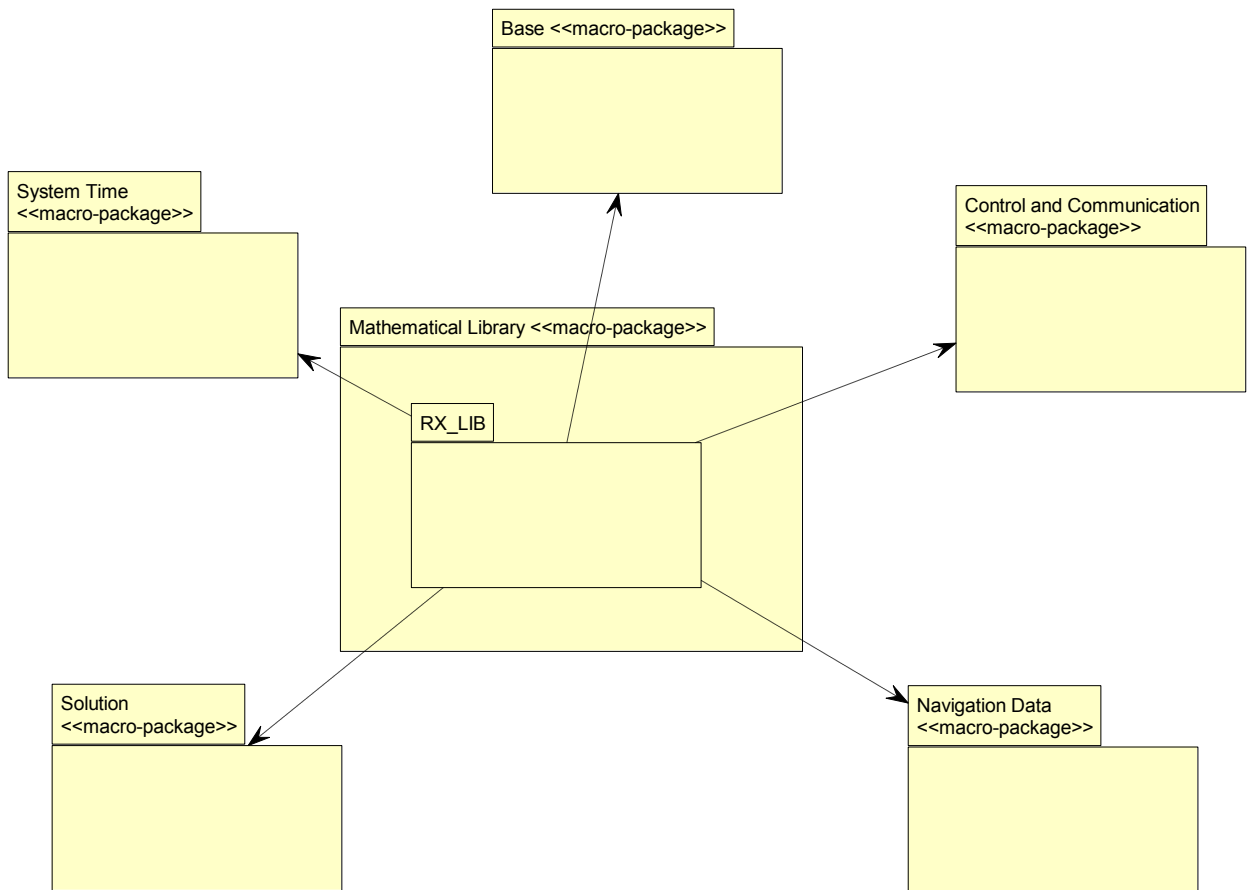 Base <<macro-package>>
System Time
<<macro-package>>
Control and Communication
<<macro-package>>
Mathematical Library <<macro-package>>
RX_LIB
Solution
<<macro-package>>
Navigation Data
<<macro-package>>